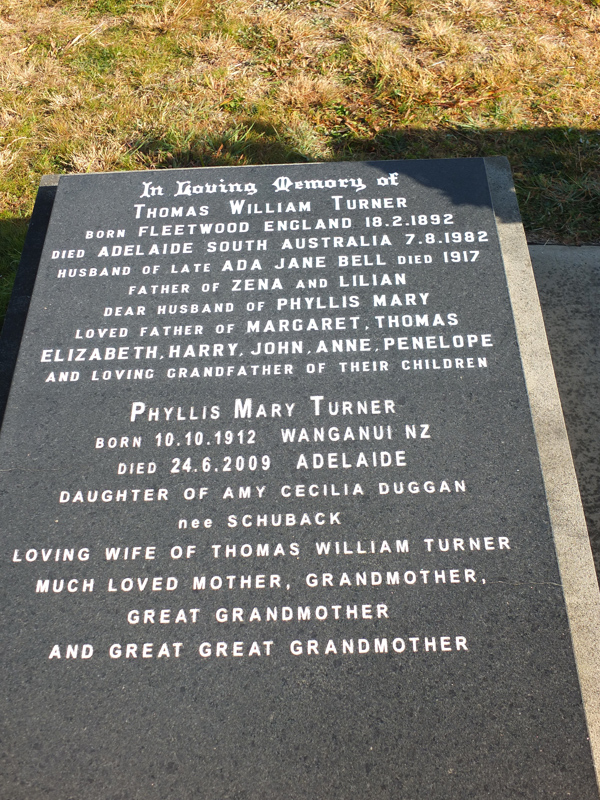 In Loving Memory of
THOMAS WILLIAM TURNER
BORN FLEETWOOD ENGLAND 18.2.1892
DIED ADELAIDE SOUTH AUSTRALIA 7.8.1982
HUSBAND OF LATE ADA JANE BELL DIED 1917
FATHER OF ZENA AND LILIAN
DEAR HUSBAND OF PHYLLIS MARY
LOVED FATHER OF MARGARET, THOMAS
ELIZABETH, HARRY, JOHN, ANNE, PENELOPE
AND LOVING GRANDFATHER OF THEIR CHILDREN
PHYLLIS MARY TURNER
BORN 10.10.1912 WANGANUI NZ
DIED 24.6.2009 ADELAIDE
DAUGHTER OF AMY CECILIA DUGGAN
nee SCHUBACK
LOVING WIFE OF THOMAS WILLIAM TURNER
MUCH LOVED MOTHER, GRANDMOTHER,
GREAT GRANDMOTHER
AND GREAT GREAT GRANDMOTHER